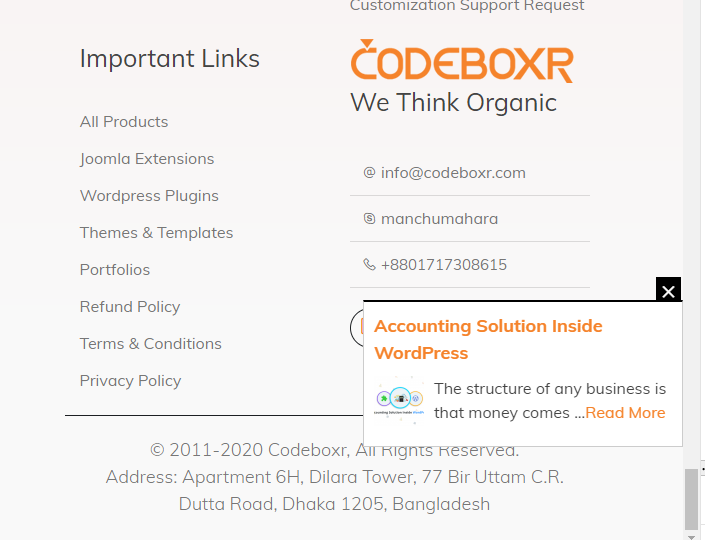 Customization Support Request
Important Links
All Products
Joomla Extensions
Wordpress Plugins
Themes & Templates
Portfolios
Refund Policy
Terms & Conditions
Privacy Policy
CODEBOXR
We Think Organic
info@codeboxr.com
manchumahara
+8801717308615
Accounting Solution Inside
WordPress
The structure of any business is
that money comes ...Read More
© 2011-2020 Codeboxr, All Rights Reserved.
Address: Apartment 6H, Dilara Tower, 77 Bir Uttam C.R.
Dutta Road, Dhaka 1205, Bangladesh